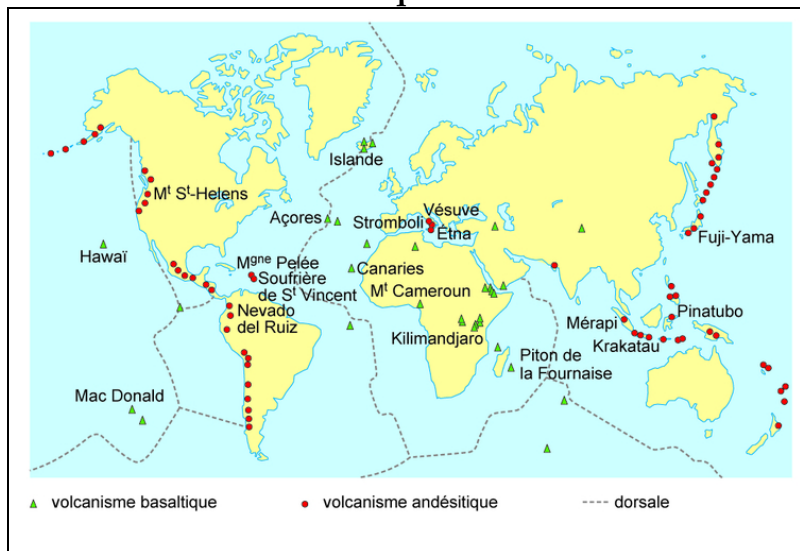 Islande
Mᵗ Sᵗ-Helens
Açores
Vésuve
Stromboli
Étna
Fuji-Yama
Hawaï
Mᵍⁿᵉ Pelée
Soufrière
de Sᵗ Vincent
Canaries
Mᵗ Cameroun
Nevado
del Ruiz
Pinatubo
Mérapi
Krakatau
Kilimandjaro
Piton de
la Fournaise
Mac Donald
volcanisme basaltique
volcanisme andésitique
dorsale